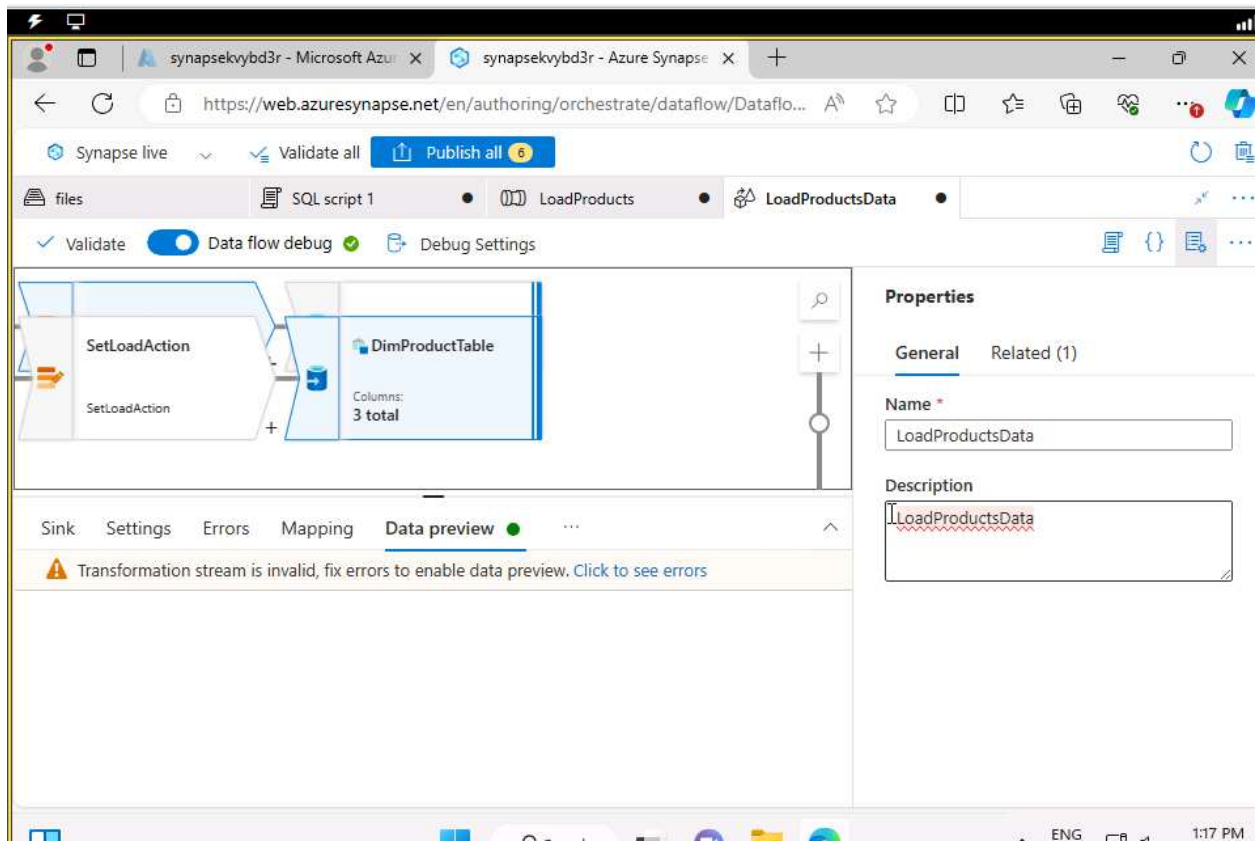 synapsekvybd3r - Microsoft Azu
synapsekvybd3r - Azure Synapse
https://web.azuresynapse.net/en/authoring/orchestrate/dataflow/Dataflo...
Synapse live
Validate all
Publish all 6
files
SQL script 1
LoadProducts
LoadProductsData
Validate
Data flow debug
Debug Settings
SetLoadAction
SetLoadAction
+
DimProductTable
Columns:
3 total
Properties
General
Related (1)
Name *
LoadProductsData
Description
LoadProductsData
Sink
Settings
Errors
Mapping
Data preview
...
Transformation stream is invalid, fix errors to enable data preview. Click to see errors
ENG
1:17 PM